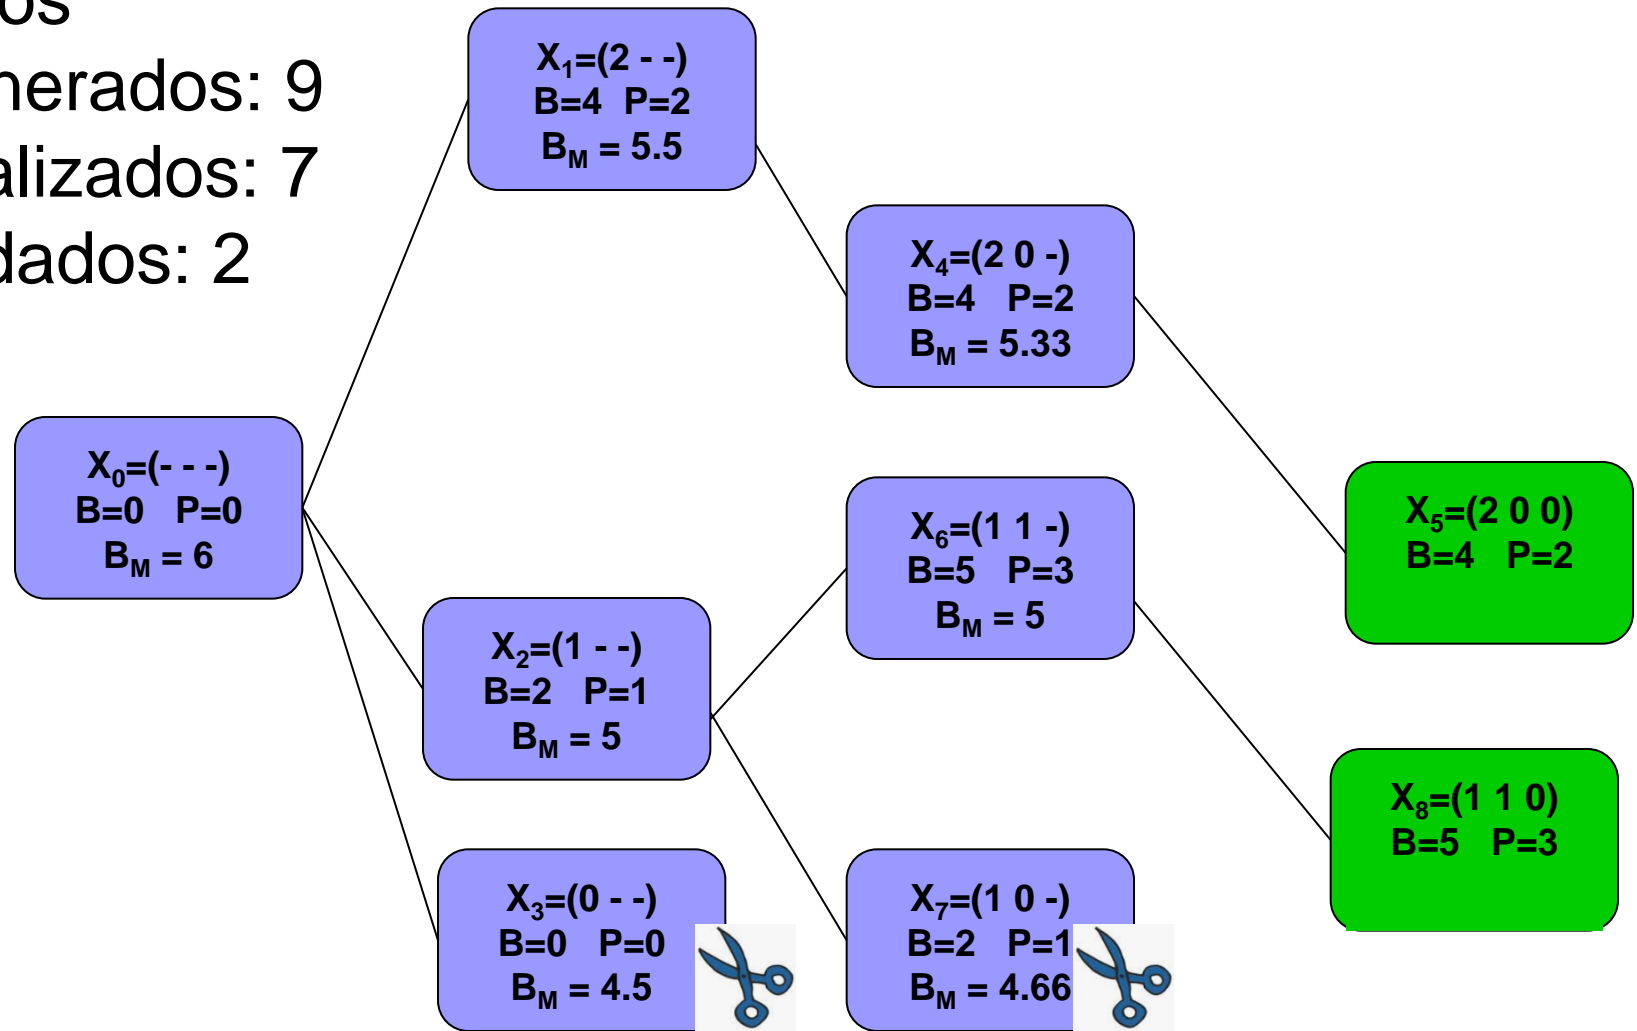 nerados: 9
alizados: 7
dados: 2
X₁=(2 - -)
B=4 P=2
B_M = 5.5
X₄=(2 0 -)
B=4 P=2
B_M = 5.33
X₀=(- - -)
B=0 P=0
B_M = 6
X₆=(1 1 -)
B=5 P=3
B_M = 5
X₅=(2 0 0)
B=4 P=2
X₂=(1 - -)
B=2 P=1
B_M = 5
X₈=(1 1 0)
B=5 P=3
X₃=(0 - -)
B=0 P=0
B_M = 4.5
X₇=(1 0 -)
B=2 P=1
B_M = 4.66